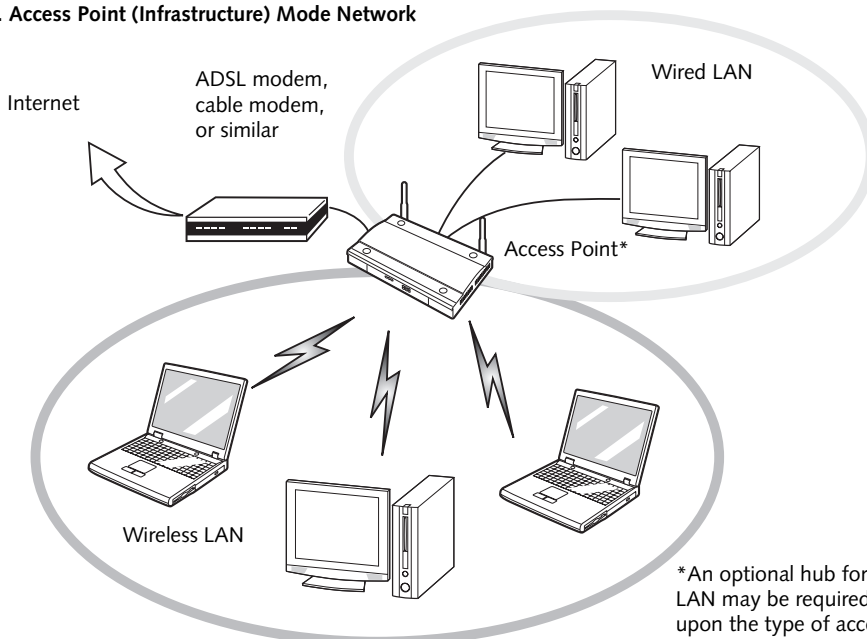 . Access Point (Infrastructure) Mode Network
ADSL modem,
cable modem,
or similar
Internet
Wired LAN
Access Point*
Wireless LAN
*An optional hub for
LAN may be required
upon the type of acce